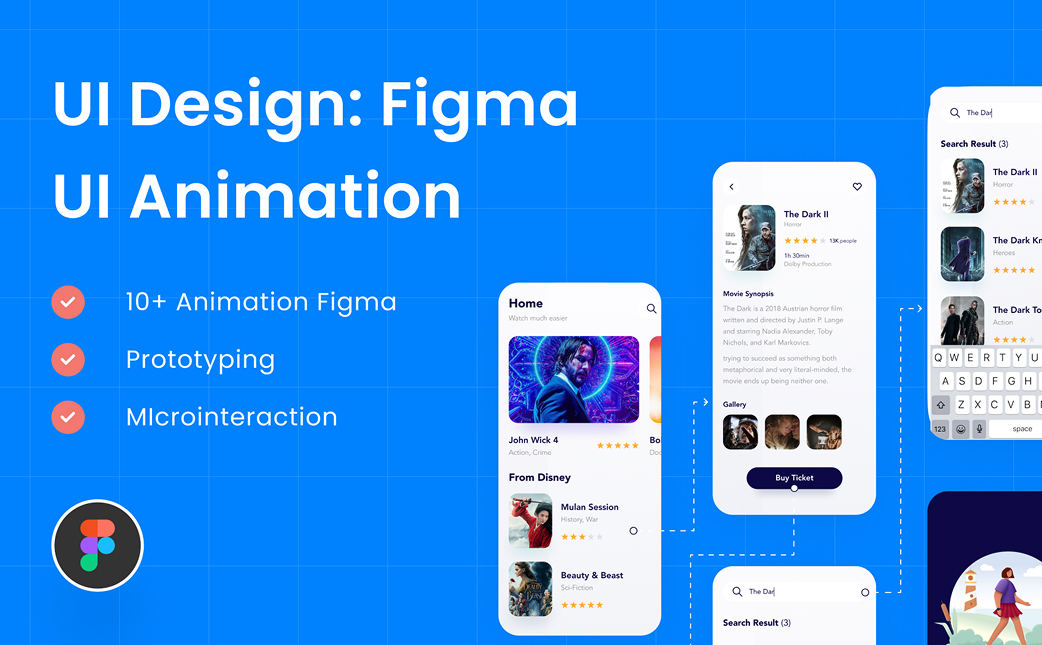 UI Design: Figma
UI Animation
10+ Animation Figma
Prototyping
MIcrointeraction
Home
Watch much easier
John Wick 4
Action, Crime
Bo
Doc
From Disney
Mulan Session
History, War
Beauty & Beast
Sci-Fiction
The Dark II
Horror
13K people
1h 30min
Dolby Production
Movie Synopsis
The Dark is a 2018 Austrian horror film
written and directed by Justin P. Lange
and starring Nadia Alexander, Toby
Nichols, and Karl Markovics.
trying to succeed as something both
metaphorical and very literal-minded, the
movie ends up being neither one.
Gallery
Buy Ticket
The Dar
Search Result (3)
The Dar
Search Result (3)
The Dark II
Horror
The Dark Kn
Heroes
The Dark To
Action
Q W E R T Y U
A S D F G H
Z X C V B
123 space